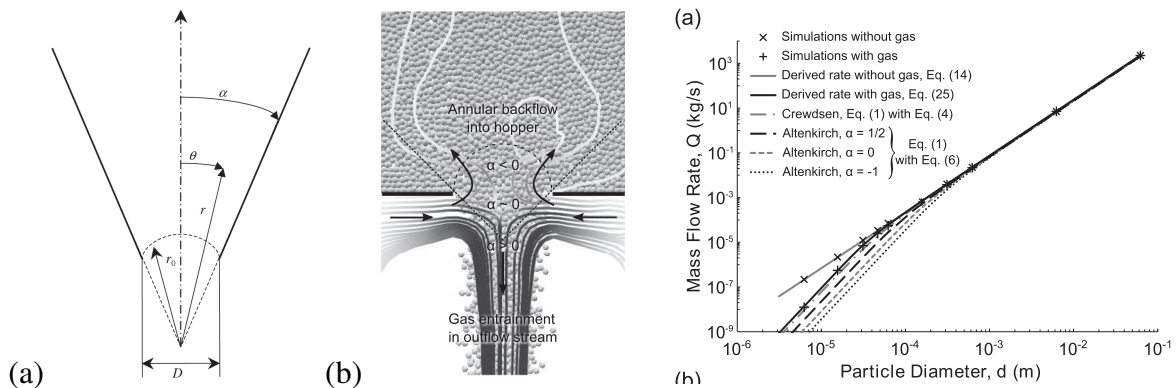 (a)
α
θ
r
r₀
D
(b)
Annular backflow
into hopper
α < 0
α ~ 0
α > 0
Gas entrainment
in outflow stream
(a)
Mass Flow Rate, Q (kg/s)
10³
10¹
10⁻¹
10⁻³
10⁻⁵
10⁻⁷
10⁻⁹
× Simulations without gas
+ Simulations with gas
Derived rate without gas, Eq. (14)
Derived rate with gas, Eq. (25)
Crewdsen, Eq. (1) with Eq. (4)
Altenkirch, α = 1/2
Altenkirch, α = 0
Altenkirch, α = -1
Eq. (1)
with Eq. (6)
10⁻⁶ 10⁻⁵ 10⁻⁴ 10⁻³ 10⁻² 10⁻¹
Particle Diameter, d (m)